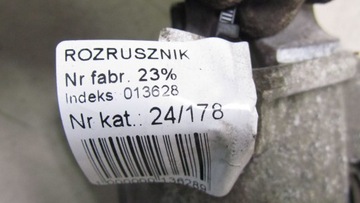 ROZRUSZNIK
Nr fabr. 23%
Indeks: 013628
Nr kat.: 24/178